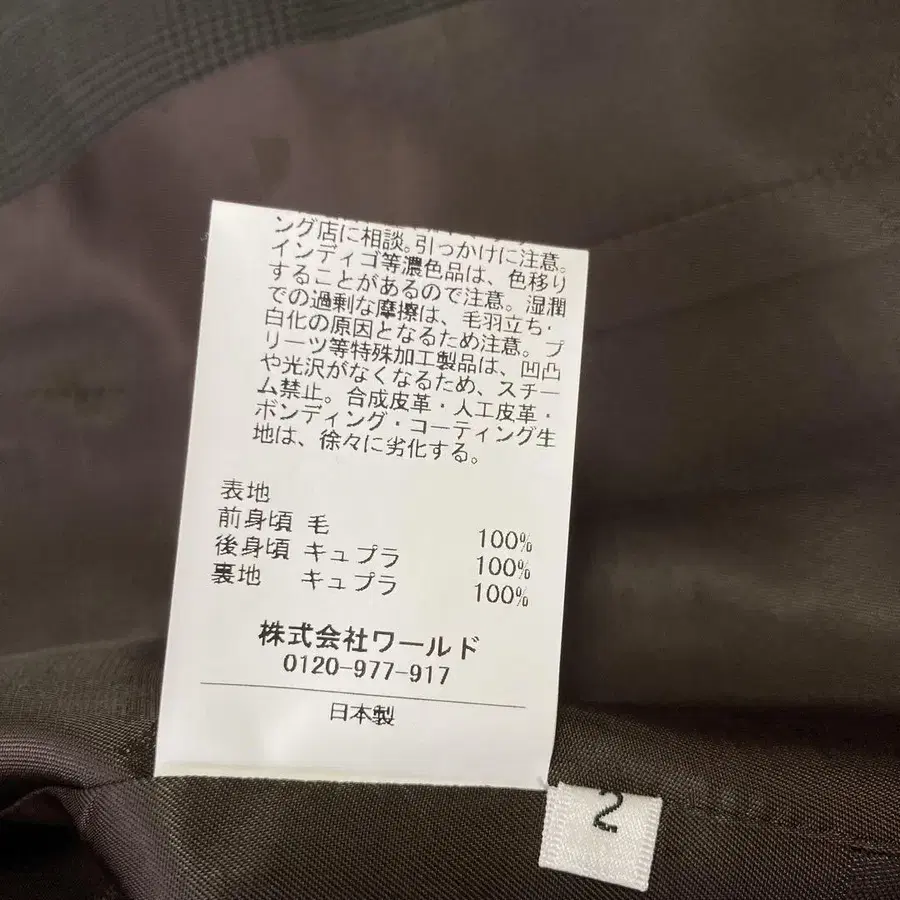 ング店に相談。引っかけに注意。
インディゴ等濃色品は、色移り
することがあるので注意。湿潤
での過剰な摩擦は、毛羽立ち・
白化の原因となるため注意。プ
リーツ等特殊加工製品は、凹凸
や光沢がなくなるため、スチー
ム禁止。合成皮革・人工皮革・
ボンディング・コーティング生
地は、徐々に劣化する。
表地
前身頃 毛 100%
後身頃 キュプラ 100%
裏地 キュプラ 100%
株式会社ワールド
0120-977-917
日本製
2